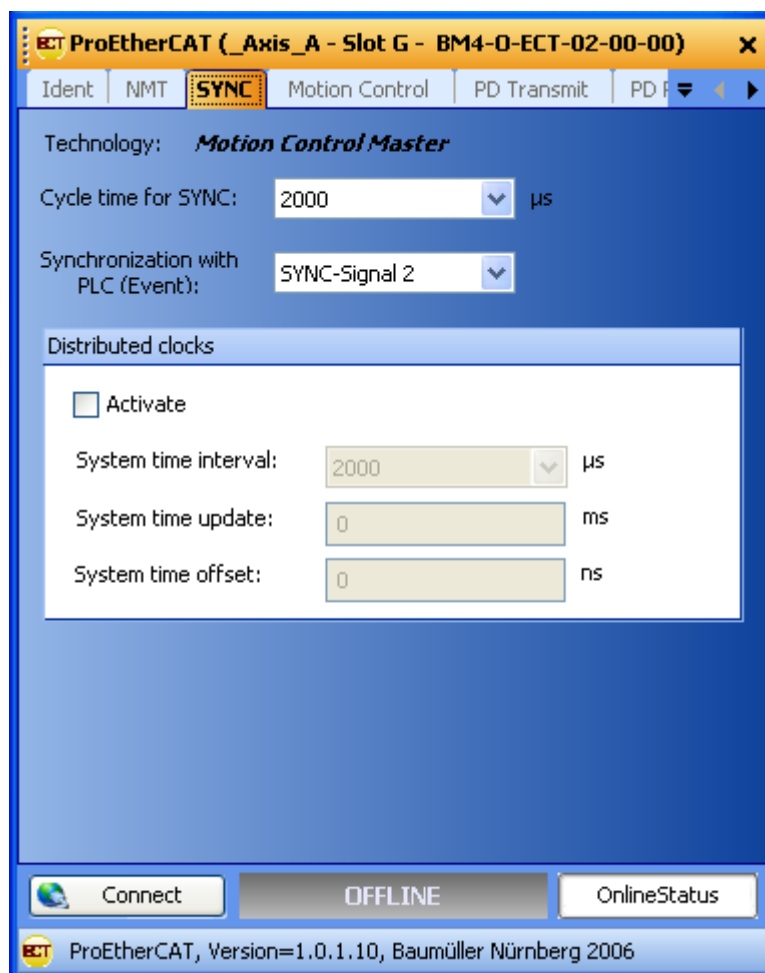 ECT ProEtherCAT (_Axis_A - Slot G - BM4-O-ECT-02-00-00)
Ident NMT SYNC Motion Control PD Transmit PD
Technology: Motion Control Master
Cycle time for SYNC: 2000 µs
Synchronization with
PLC (Event): SYNC-Signal 2
Distributed clocks
Activate
System time interval: 2000 µs
System time update: 0 ms
System time offset: 0 ns
Connect OFFLINE OnlineStatus
ECT ProEtherCAT, Version=1.0.1.10, Baumüller Nürnberg 2006